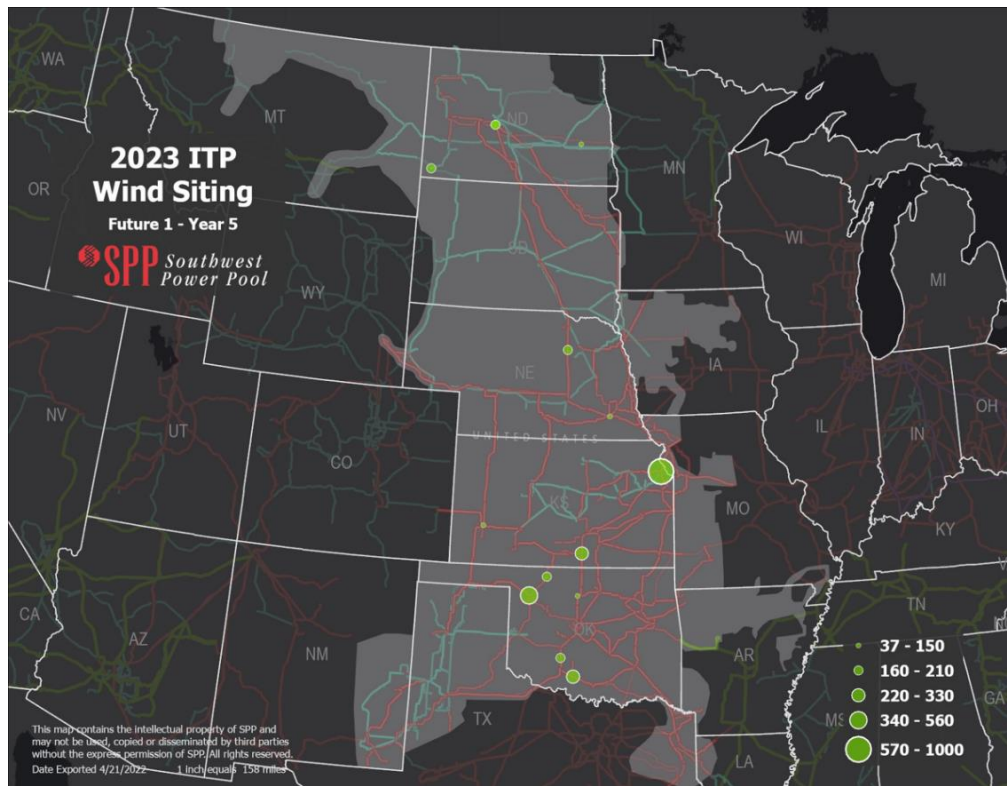 WA
OR
MT
ND
MN
2023 ITP
Wind Siting
Future 1 - Year 5
SPP Southwest
Power Pool
SD
WI
MI
WY
NE
IA
NV
UT
CO
UNITED STATES
KS
MO
IL
IN
OH
KY
CA
AZ
NM
OK
TX
AR
TN
MS
LA
GA
37 - 150
160 - 210
220 - 330
340 - 560
570 - 1000
This map contains the intellectual property of SPP and
may not be used, copied or disseminated by third parties
without the express permission of SPP. All rights reserved.
Date Exported 4/21/2022 1 inch equals 158 miles